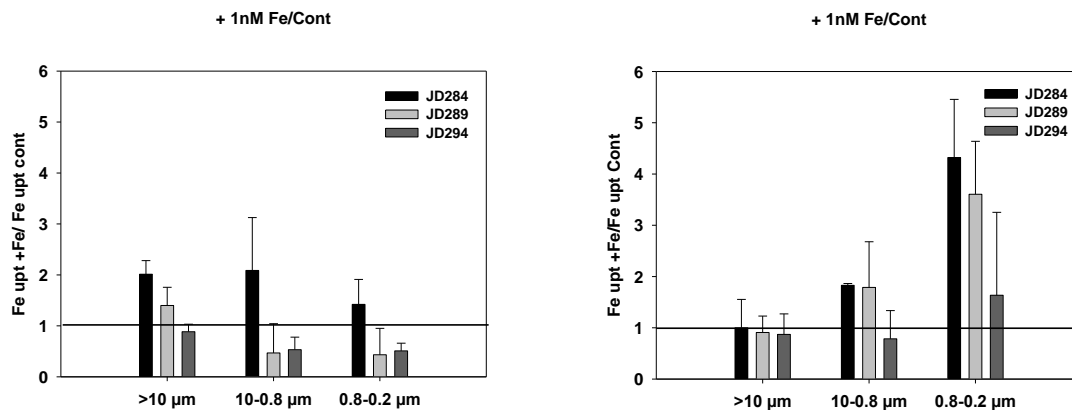 + 1nM Fe/Cont
Fe upt +Fe/ Fe upt cont
6
5
4
3
2
1
0
JD284
JD289
JD294
>10 µm
10-0.8 µm
0.8-0.2 µm
+ 1nM Fe/Cont
Fe upt +Fe/Fe upt Cont
6
5
4
3
2
1
0
JD284
JD289
JD294
>10 µm
10-0.8 µm
0.8-0.2 µm